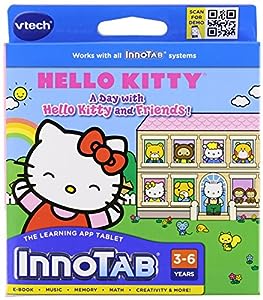 vtech
SCAN
FOR
DEMO
Works with all INNOTAB systems
HELLO KITTY
A Day with
Hello Kitty and Friends!
THE LEARNING APP TABLET
INNOTAB
3-6
YEARS
E-BOOK • MUSIC • MEMORY • MATH • CREATIVITY & MORE!